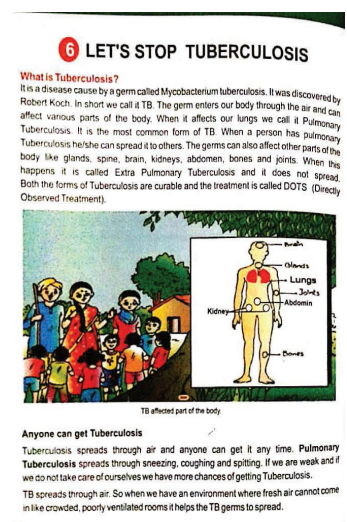 6 LET'S STOP TUBERCULOSIS
What is Tuberculosis?
It is a disease cause by a germ called Mycobacterium tuberculosis. It was discovered by
Robert Koch. In short we call it TB. The germ enters our body through the air and can
affect various parts of the body. When it affects our lungs we call it Pulmonary
Tuberculosis. It is the most common form of TB. When a person has pulmonary
Tuberculosis he/she can spread it to others. The germs can also affect other parts of the
body like glands, spine, brain, kidneys, abdomen, bones and joints. When this
happens it is called Extra Pulmonary Tuberculosis and it does not spread.
Both the forms of Tuberculosis are curable and the treatment is called DOTS (Directly
Observed Treatment).
Brain
Glands
Lungs
Joints
Abdomin
Kidney
Bones
TB affected part of the body.
Anyone can get Tuberculosis
Tuberculosis spreads through air and anyone can get it any time. Pulmonary
Tuberculosis spreads through sneezing, coughing and spitting. If we are weak and if
we do not take care of ourselves we have more chances of getting Tuberculosis.
TB spreads through air. So when we have an environment where fresh air cannot come
in like crowded, poorly ventilated rooms it helps the TB germs to spread.